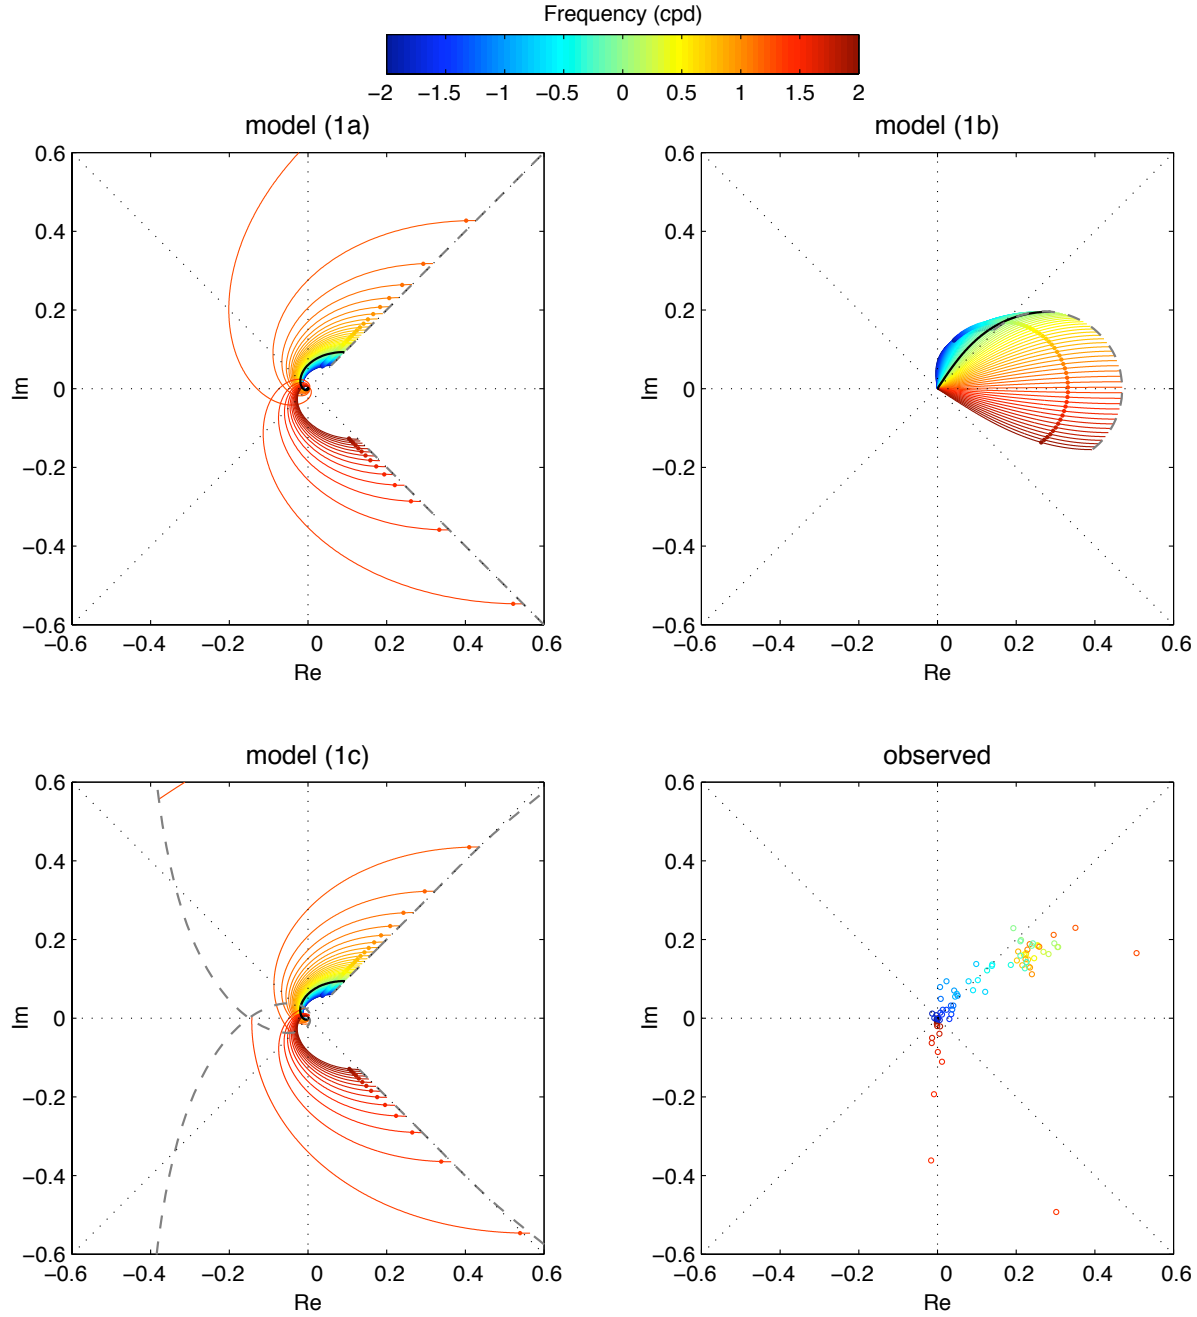 Frequency (cpd)
−2 −1.5 −1 −0.5 0 0.5 1 1.5 2
model (1a) model (1b)
0.6 0.6
0.4 0.4
0.2 0.2
Im 0 Im 0
−0.2 −0.2
−0.4 −0.4
−0.6 −0.6
−0.6 −0.4 −0.2 0 0.2 0.4 0.6 −0.6 −0.4 −0.2 0 0.2 0.4 0.6
Re Re
model (1c) observed
0.6 0.6
0.4 0.4
0.2 0.2
Im 0 Im 0
−0.2 −0.2
−0.4 −0.4
−0.6 −0.6
−0.6 −0.4 −0.2 0 0.2 0.4 0.6 −0.6 −0.4 −0.2 0 0.2 0.4 0.6
Re Re